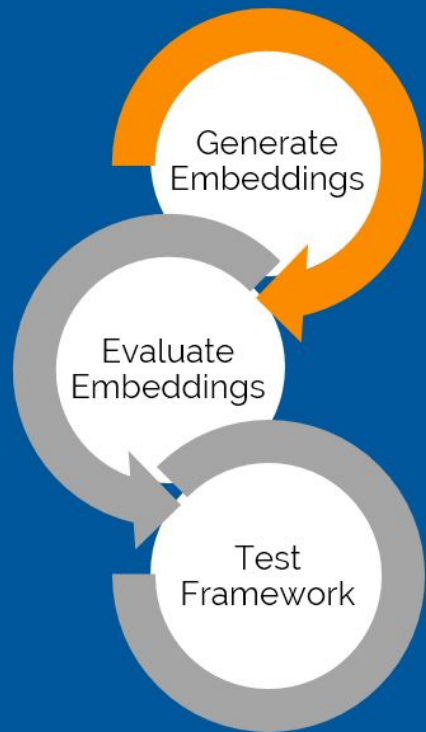 Generate
Embeddings
Evaluate
Embeddings
Test
Framework